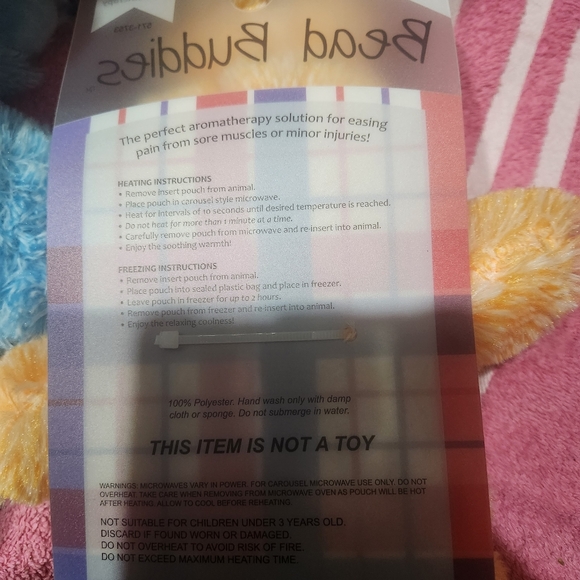 Bead Buddies
The perfect aromatherapy solution for easing
pain from sore muscles or minor injuries!
HEATING INSTRUCTIONS
• Remove insert pouch from animal.
• Place pouch in carousel style microwave.
• Heat for intervals of 10 seconds until desired temperature is reached.
• Do not heat for more than 1 minute at a time.
• Carefully remove pouch from microwave and re-insert into animal.
• Enjoy the soothing warmth!
FREEZING INSTRUCTIONS
• Remove insert pouch from animal.
• Place pouch into sealed plastic bag and place in freezer.
• Leave pouch in freezer for up to 2 hours.
• Remove pouch from freezer and re-insert into animal.
• Enjoy the relaxing coolness!
100% Polyester. Hand wash only with damp
cloth or sponge. Do not submerge in water.
THIS ITEM IS NOT A TOY
WARNINGS: MICROWAVES VARY IN POWER. FOR CAROUSEL MICROWAVE USE ONLY. DO NOT
OVERHEAT. TAKE CARE WHEN REMOVING FROM MICROWAVE OVEN AS POUCH WILL BE HOT
AFTER HEATING. ALLOW TO COOL BEFORE REHEATING.
NOT SUITABLE FOR CHILDREN UNDER 3 YEARS OLD.
DISCARD IF FOUND WORN OR DAMAGED.
DO NOT OVERHEAT TO AVOID RISK OF FIRE.
DO NOT EXCEED MAXIMUM HEATING TIME.